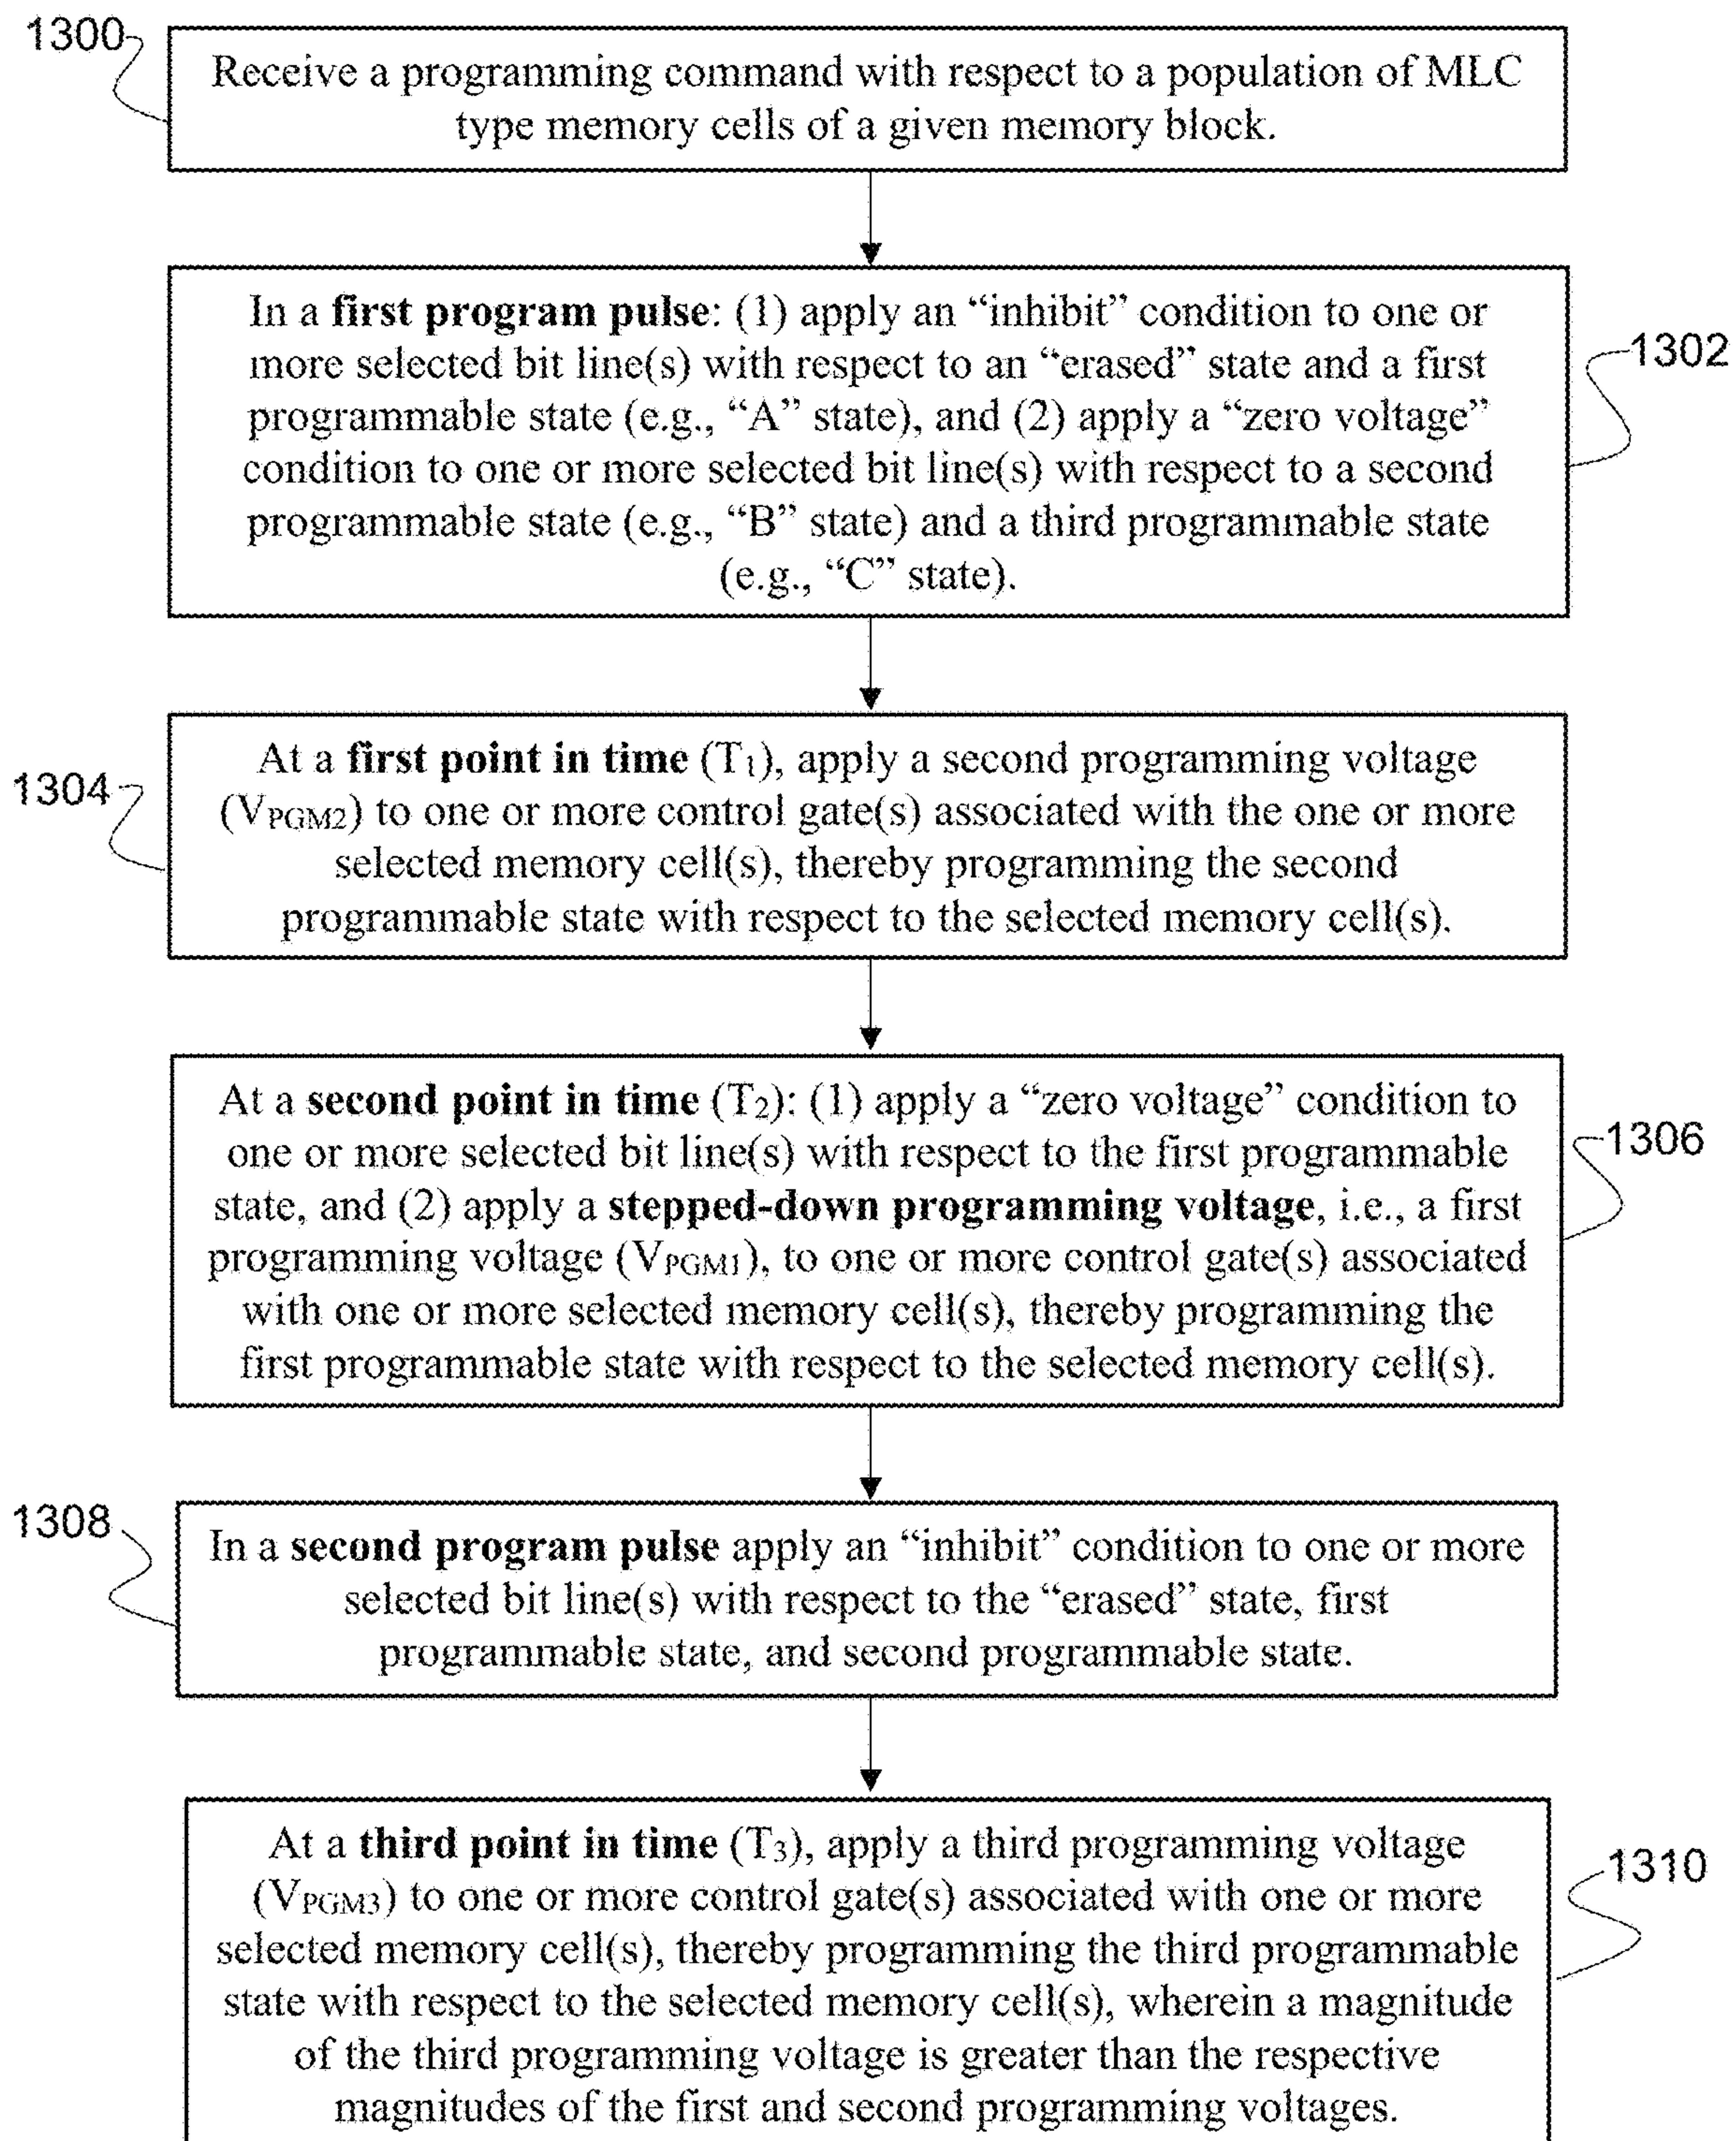 1300
Receive a programming command with respect to a population of MLC
type memory cells of a given memory block.
In a first program pulse: (1) apply an “inhibit” condition to one or
more selected bit line(s) with respect to an “erased” state and a first
programmable state (e.g., “A” state), and (2) apply a “zero voltage”
condition to one or more selected bit line(s) with respect to a second
programmable state (e.g., “B” state) and a third programmable state
(e.g., “C” state).
1302
At a first point in time (T1), apply a second programming voltage
(VPGM2) to one or more control gate(s) associated with the one or more
selected memory cell(s), thereby programming the second
programmable state with respect to the selected memory cell(s).
1304
At a second point in time (T2): (1) apply a “zero voltage” condition to
one or more selected bit line(s) with respect to the first programmable
state, and (2) apply a stepped-down programming voltage, i.e., a first
programming voltage (VPGM1), to one or more control gate(s) associated
with one or more selected memory cell(s), thereby programming the
first programmable state with respect to the selected memory cell(s).
1306
1308
In a second program pulse apply an “inhibit” condition to one or more
selected bit line(s) with respect to the “erased” state, first
programmable state, and second programmable state.
At a third point in time (T3), apply a third programming voltage
(VPGM3) to one or more control gate(s) associated with one or more
selected memory cell(s), thereby programming the third programmable
state with respect to the selected memory cell(s), wherein a magnitude
of the third programming voltage is greater than the respective
magnitudes of the first and second programming voltages.
1310